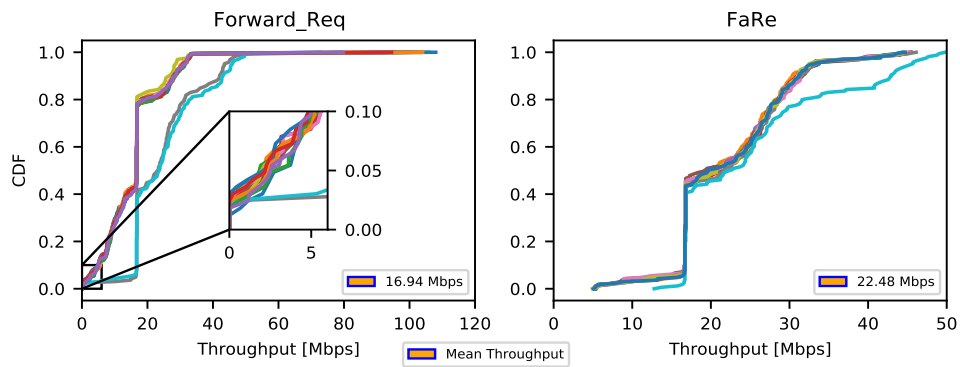 Forward_Req
FaRe
CDF
1.0
0.8
0.6
0.4
0.2
0.0
0 20 40 60 80 100 120
Throughput [Mbps]
0.10
0.05
0.00
0 5
16.94 Mbps
1.0
0.8
0.6
0.4
0.2
0.0
0 10 20 30 40 50
Throughput [Mbps]
22.48 Mbps
Mean Throughput